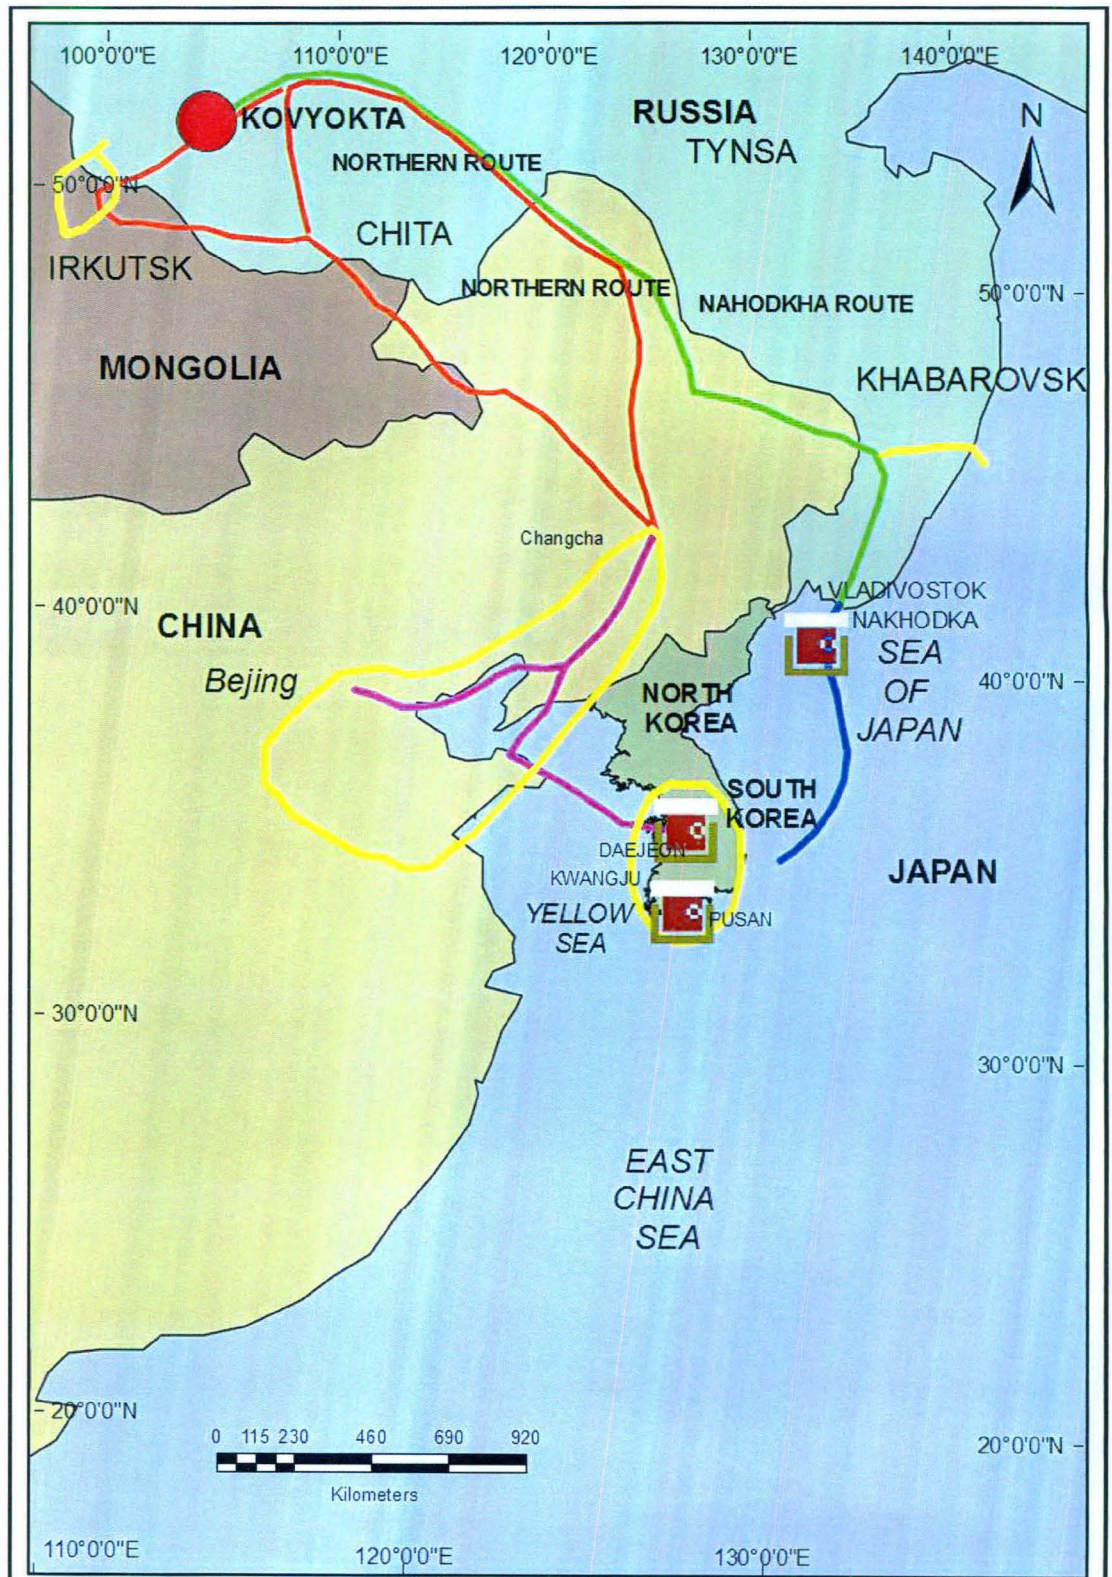 100°0'0"E 110°0'0"E 120°0'0"E 130°0'0"E 140°0'0"E
KOVYOKTA
RUSSIA
TYNSA
N
NORTHERN ROUTE
50°0'0"N
CHITA
IRKUTSK
NORTHERN ROUTE
50°0'0"N
NAHODKHA ROUTE
MONGOLIA
KHABAROVSK
Changcha
40°0'0"N
VLADIVOSTOK
NAKHODKA
CHINA
SEA
OF
JAPAN
Bejing
40°0'0"N
NORTH
KOREA
SOUTH
KOREA
DAEJEON
JAPAN
KWANGJU
YELLOW
SEA
PUSAN
30°0'0"N
30°0'0"N
EAST
CHINA
SEA
20°0'0"N
20°0'0"N
0 115 230 460 690 920
Kilometers
110°0'0"E 120°0'0"E 130°0'0"E